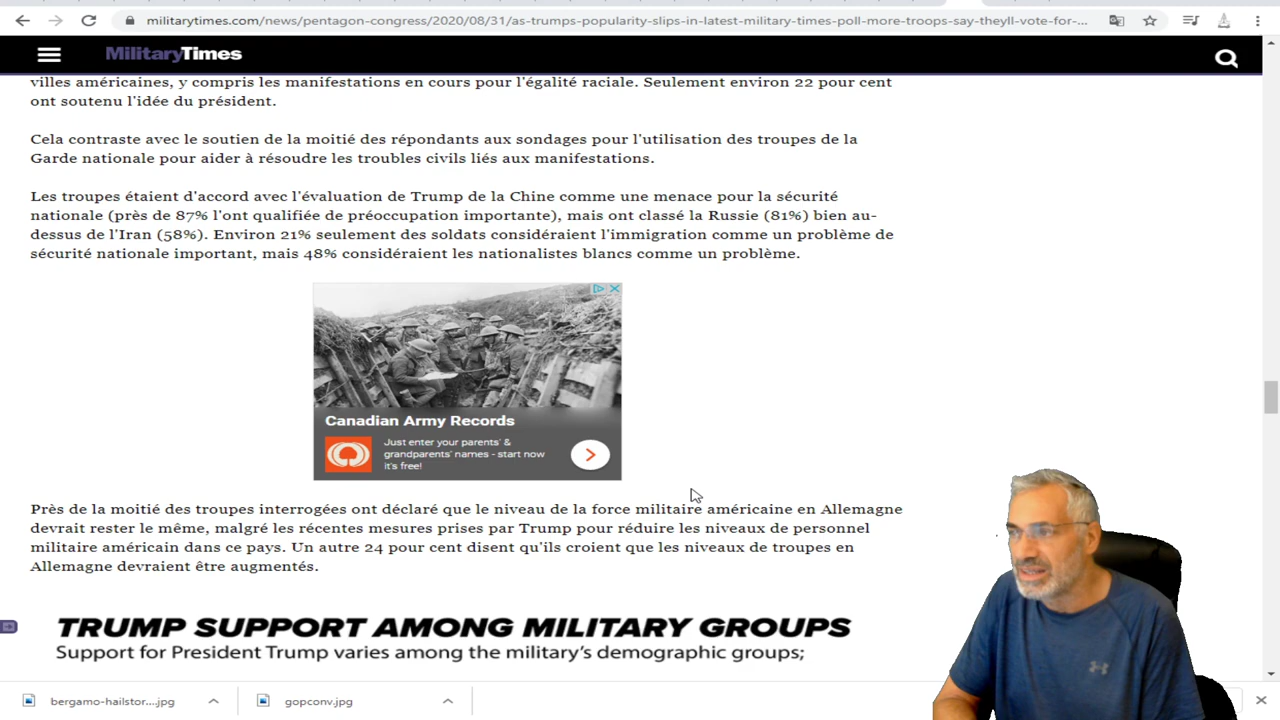 militarytimes.com/news/pentagon-congress/2020/08/31/as-trumps-popularity-slips-in-latest-military-times-poll-more-troops-say-theyll-vote-for-...
MilitaryTimes
villes américaines, y compris les manifestations en cours pour l'égalité raciale. Seulement environ 22 pour cent
ont soutenu l'idée du président.
Cela contraste avec le soutien de la moitié des répondants aux sondages pour l'utilisation des troupes de la
Garde nationale pour aider à résoudre les troubles civils liés aux manifestations.
Les troupes étaient d'accord avec l'évaluation de Trump de la Chine comme une menace pour la sécurité
nationale (près de 87% l'ont qualifiée de préoccupation importante), mais ont classé la Russie (81%) bien au-
dessus de l'Iran (58%). Environ 21% seulement des soldats considéraient l'immigration comme un problème de
sécurité nationale important, mais 48% considéraient les nationalistes blancs comme un problème.
Canadian Army Records
Just enter your parents' &
grandparents' names - start now
it's free!
Près de la moitié des troupes interrogées ont déclaré que le niveau de la force militaire américaine en Allemagne
devrait rester le même, malgré les récentes mesures prises par Trump pour réduire les niveaux de personnel
militaire américain dans ce pays. Un autre 24 pour cent disent qu'ils croient que les niveaux de troupes en
Allemagne devraient être augmentés.
TRUMP SUPPORT AMONG MILITARY GROUPS
Support for President Trump varies among the military's demographic groups;
bergamo-hailstor....jpg
gopconv.jpg